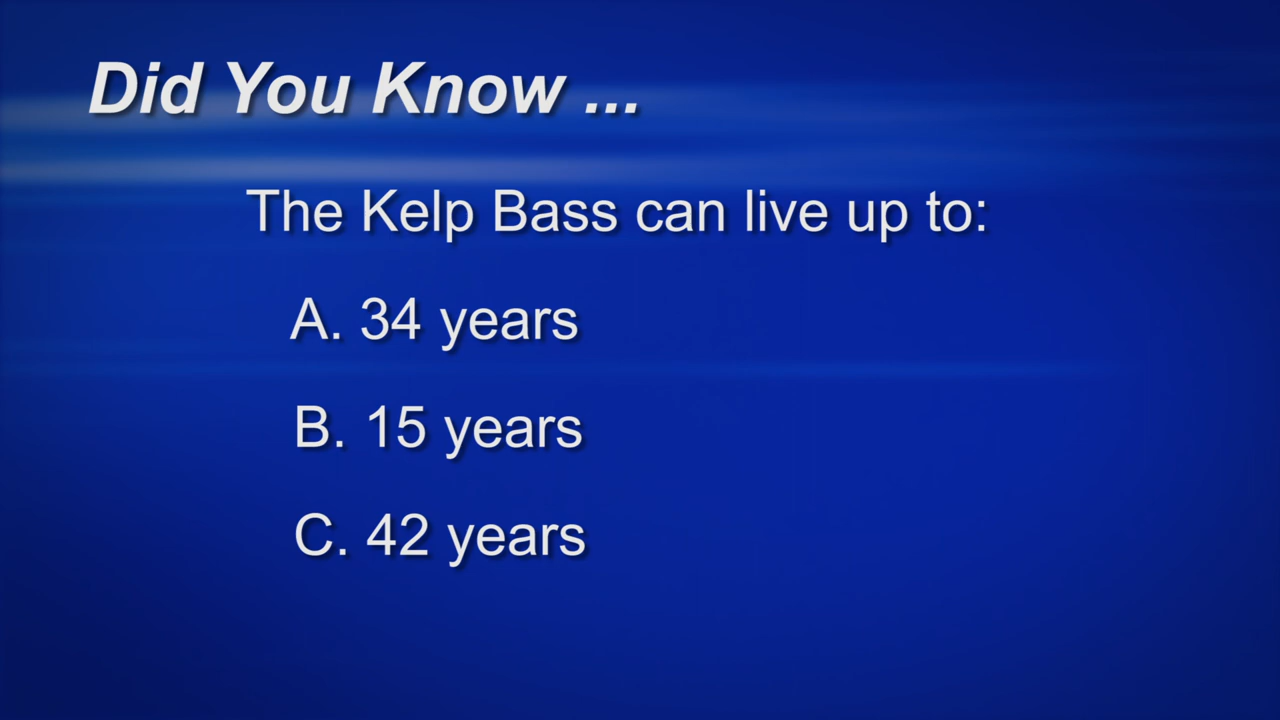 Did You Know ...
The Kelp Bass can live up to:
A. 34 years
B. 15 years
C. 42 years